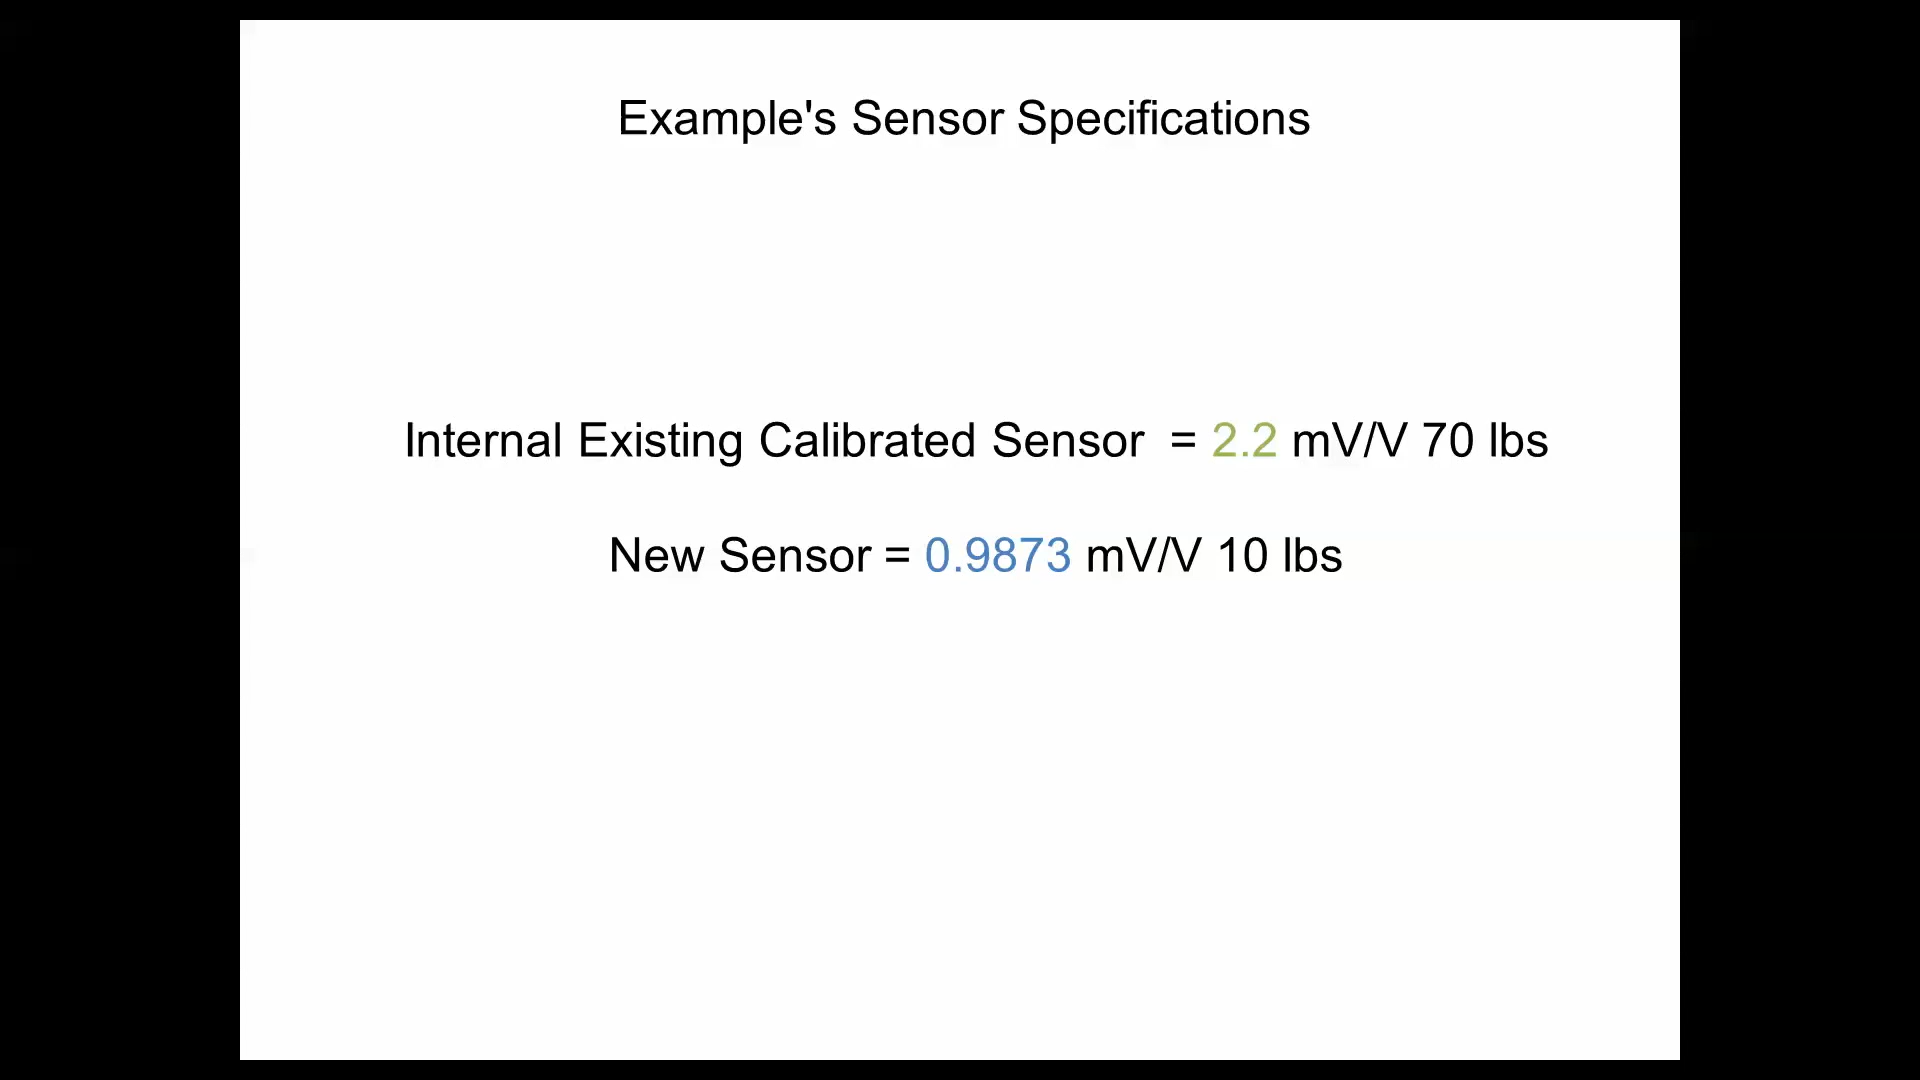 Example's Sensor Specifications
Internal Existing Calibrated Sensor = 2.2 mV/V 70 lbs
New Sensor = 0.9873 mV/V 10 lbs